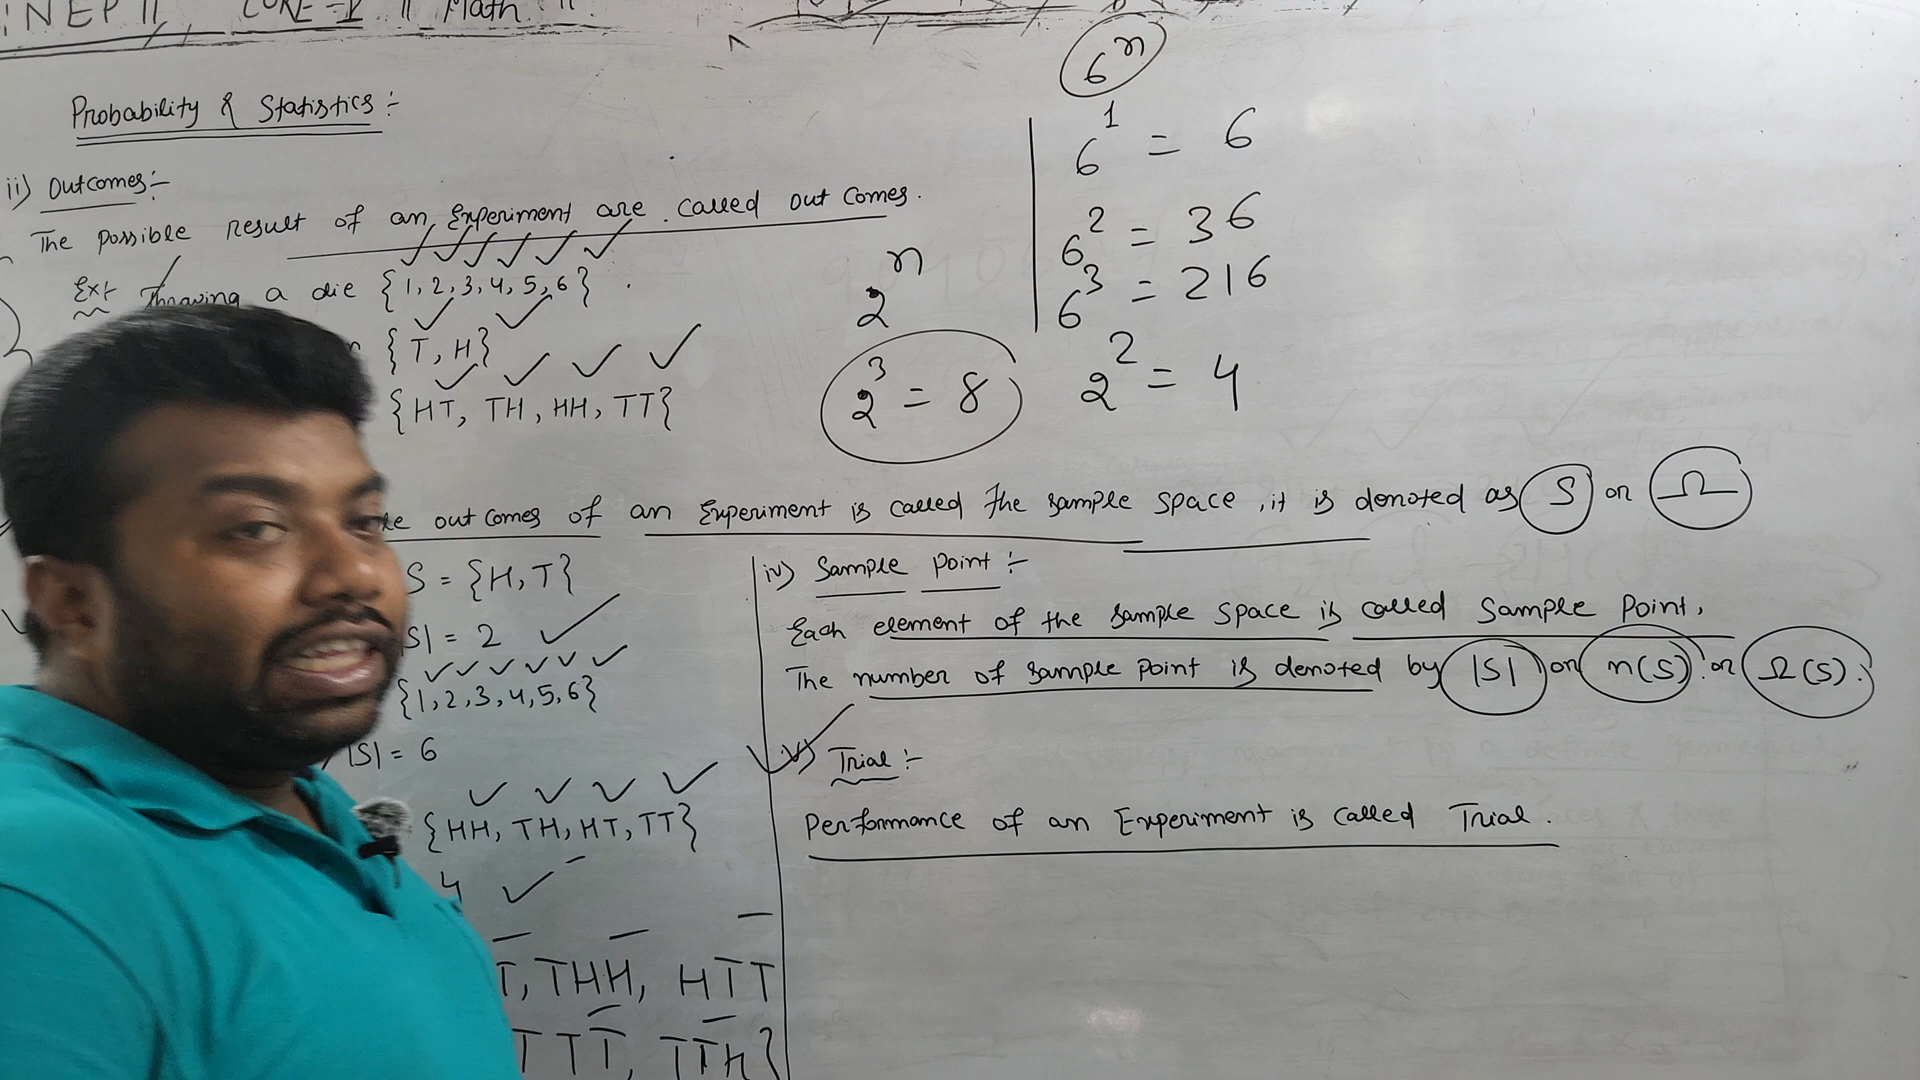 NEP ||, CORE-1 || Math ||
Probability & Statistics :-
ii) Outcomes :-
The possible result of an Experiment are called out comes.
Ex:- Throwing a die {1, 2, 3, 4, 5, 6}.
{T, H}
{HT, TH, HH, TT}
out comes of an Experiment is called the sample space, it is denoted as S or Ω
S = {H, T}
|S| = 2
{1, 2, 3, 4, 5, 6}
|S| = 6
{HH, TH, HT, TT}
4
T, THH, HTT
T TT, TTH}
6^n
6^1 = 6
6^2 = 36
6^3 = 216
2^n
2^3 = 8
2^2 = 4
iv) Sample Point :-
Each element of the sample space is called Sample Point,
The number of sample point is denoted by |S| or n(S) or Ω(S).
v) Trial :-
Performance of an Experiment is called Trial.